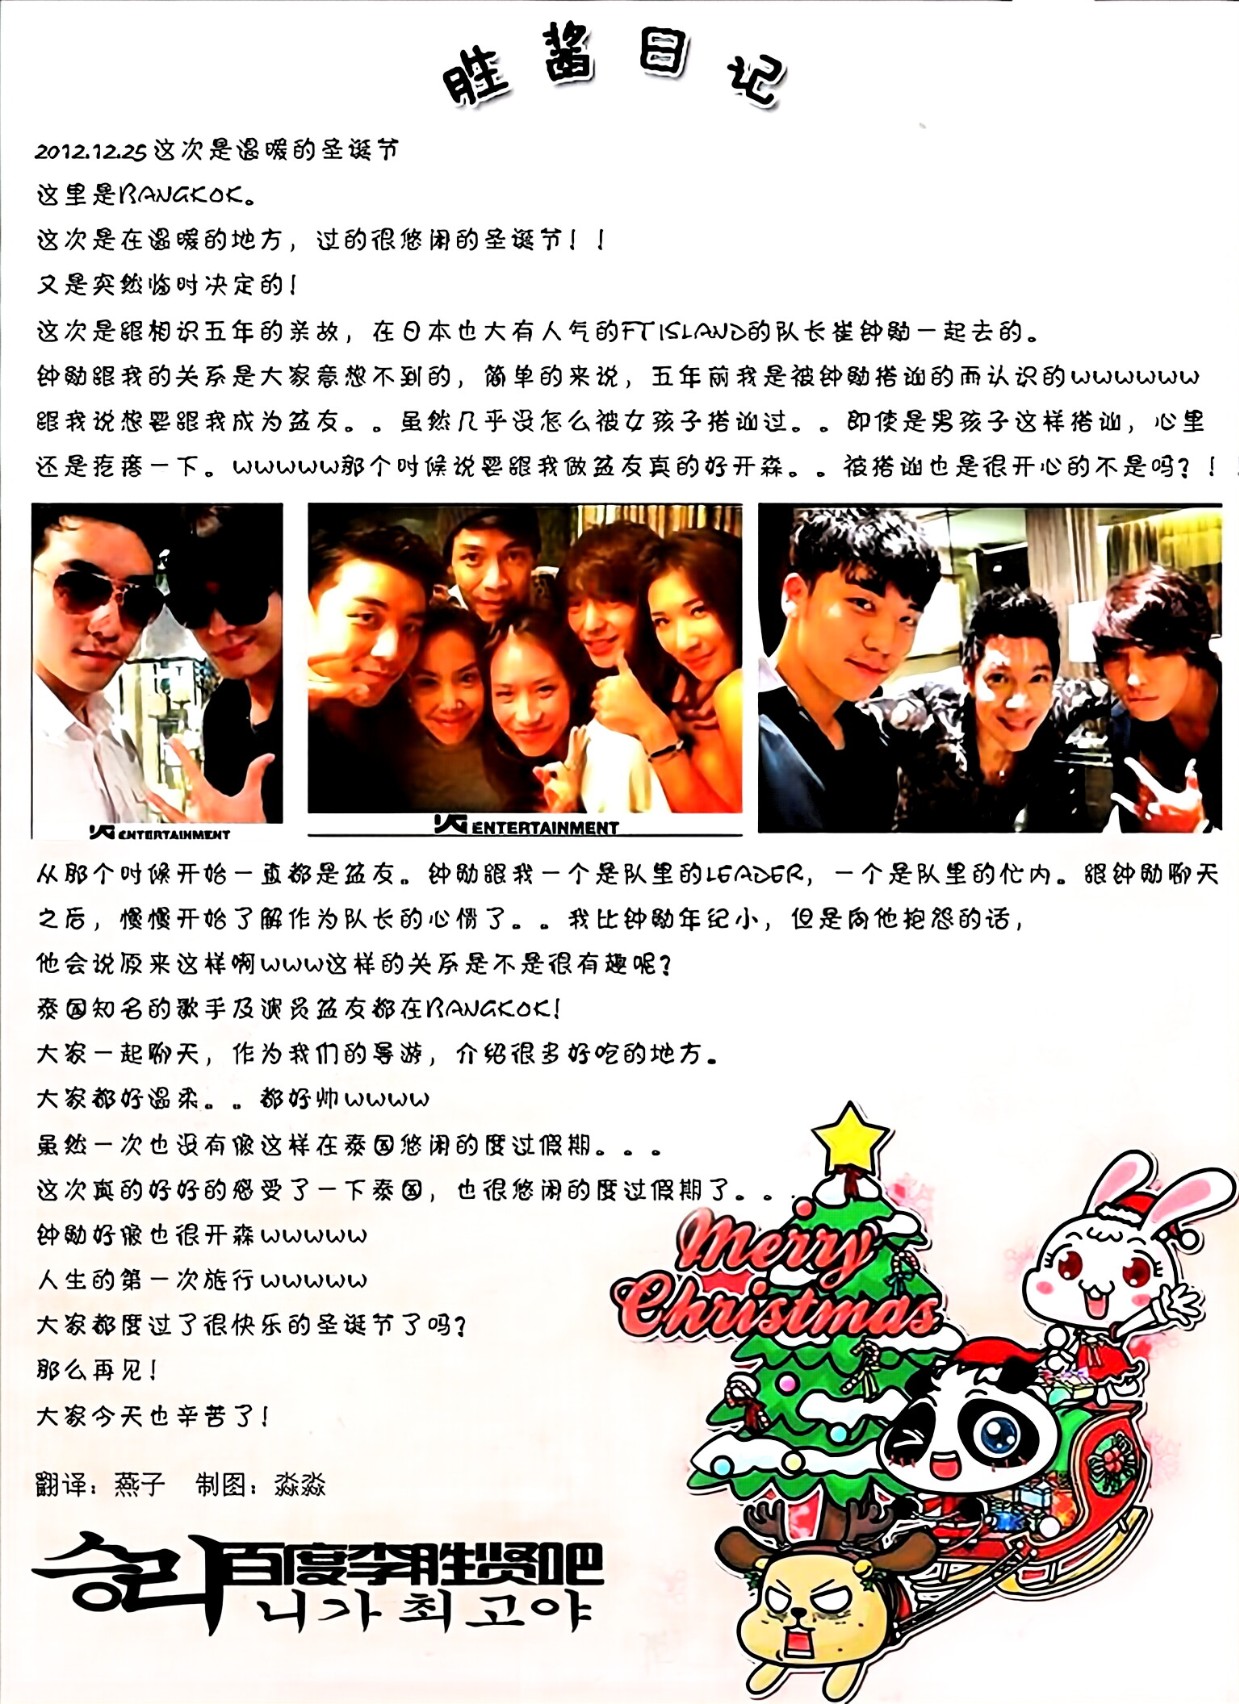 胜酱日记
2012.12.25这次是温暖的圣诞节
这里是BANGKOK。
这次是在温暖的地方，过的很悠闲的圣诞节！！
又是突然临时决定的！
这次是跟相识五年的亲故，在日本也大有人气的FTISLAND的队长崔钟勋一起去的。
钟勋跟我的关系是大家意想不到的，简单的来说，五年前我是被钟勋搭讪的而认识的wwwwww
跟我说想要跟我成为盆友。。虽然几乎没怎么被女孩子搭讪过。。即使是男孩子这样搭讪，心里
还是疙瘩一下。wwwww那个时候说要跟我做盆友真的好开森。。被搭讪也是很开心的不是吗？！！
YG ENTERTAINMENT
YG ENTERTAINMENT
从那个时候开始一直都是盆友。钟勋跟我一个是队里的LEADER，一个是队里的忙内。跟钟勋聊天
之后，慢慢开始了解作为队长的心情了。。我比钟勋年纪小，但是向他抱怨的话，
他会说原来这样啊www这样的关系是不是很有趣呢？
泰国知名的歌手及演员盆友都在BANGKOK！
大家一起聊天，作为我们的导游，介绍很多好吃的地方。
大家都好温柔。。都好帅wwww
虽然一次也没有像这样在泰国悠闲的度过假期。。。
这次真的好好的感受了一下泰国，也很悠闲的度过假期了。。.
钟勋好像也很开森wwwww
人生的第一次旅行wwwww
大家都度过了很快乐的圣诞节了吗？
那么再见！
大家今天也辛苦了！
Merry
Christmas
翻译：燕子 制图：淼淼
승리百度李胜贤吧
니가 최고야